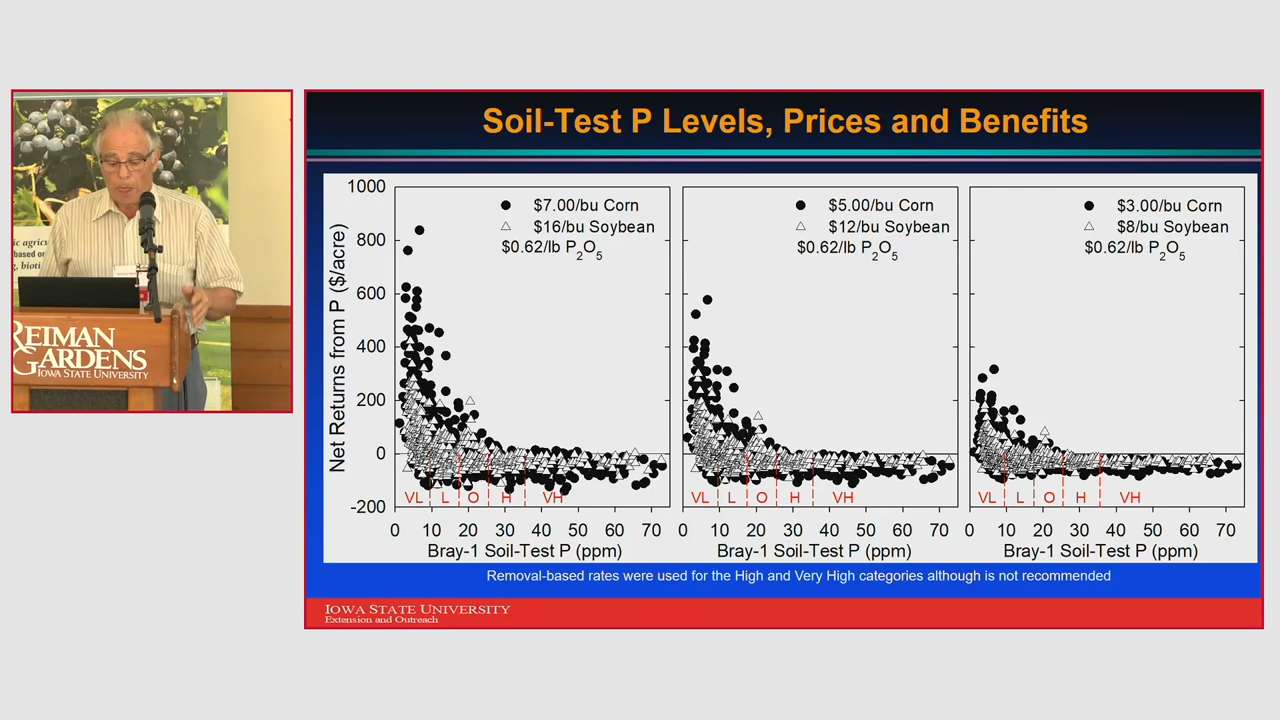 Soil-Test P Levels, Prices and Benefits
Net Returns from P ($/acre)
1000
800
600
400
200
0
-200
$7.00/bu Corn
$16/bu Soybean
$0.62/lb P2O5
VL L O H VH
0 10 20 30 40 50 60 70
Bray-1 Soil-Test P (ppm)
$5.00/bu Corn
$12/bu Soybean
$0.62/lb P2O5
VL L O H VH
0 10 20 30 40 50 60 70
Bray-1 Soil-Test P (ppm)
$3.00/bu Corn
$8/bu Soybean
$0.62/lb P2O5
VL L O H VH
0 10 20 30 40 50 60 70
Bray-1 Soil-Test P (ppm)
Removal-based rates were used for the High and Very High categories although is not recommended
IOWA STATE UNIVERSITY
Extension and Outreach
ic agricu
based on
g, bioti
REIMAN
GARDENS
IOWA STATE UNIVERSITY